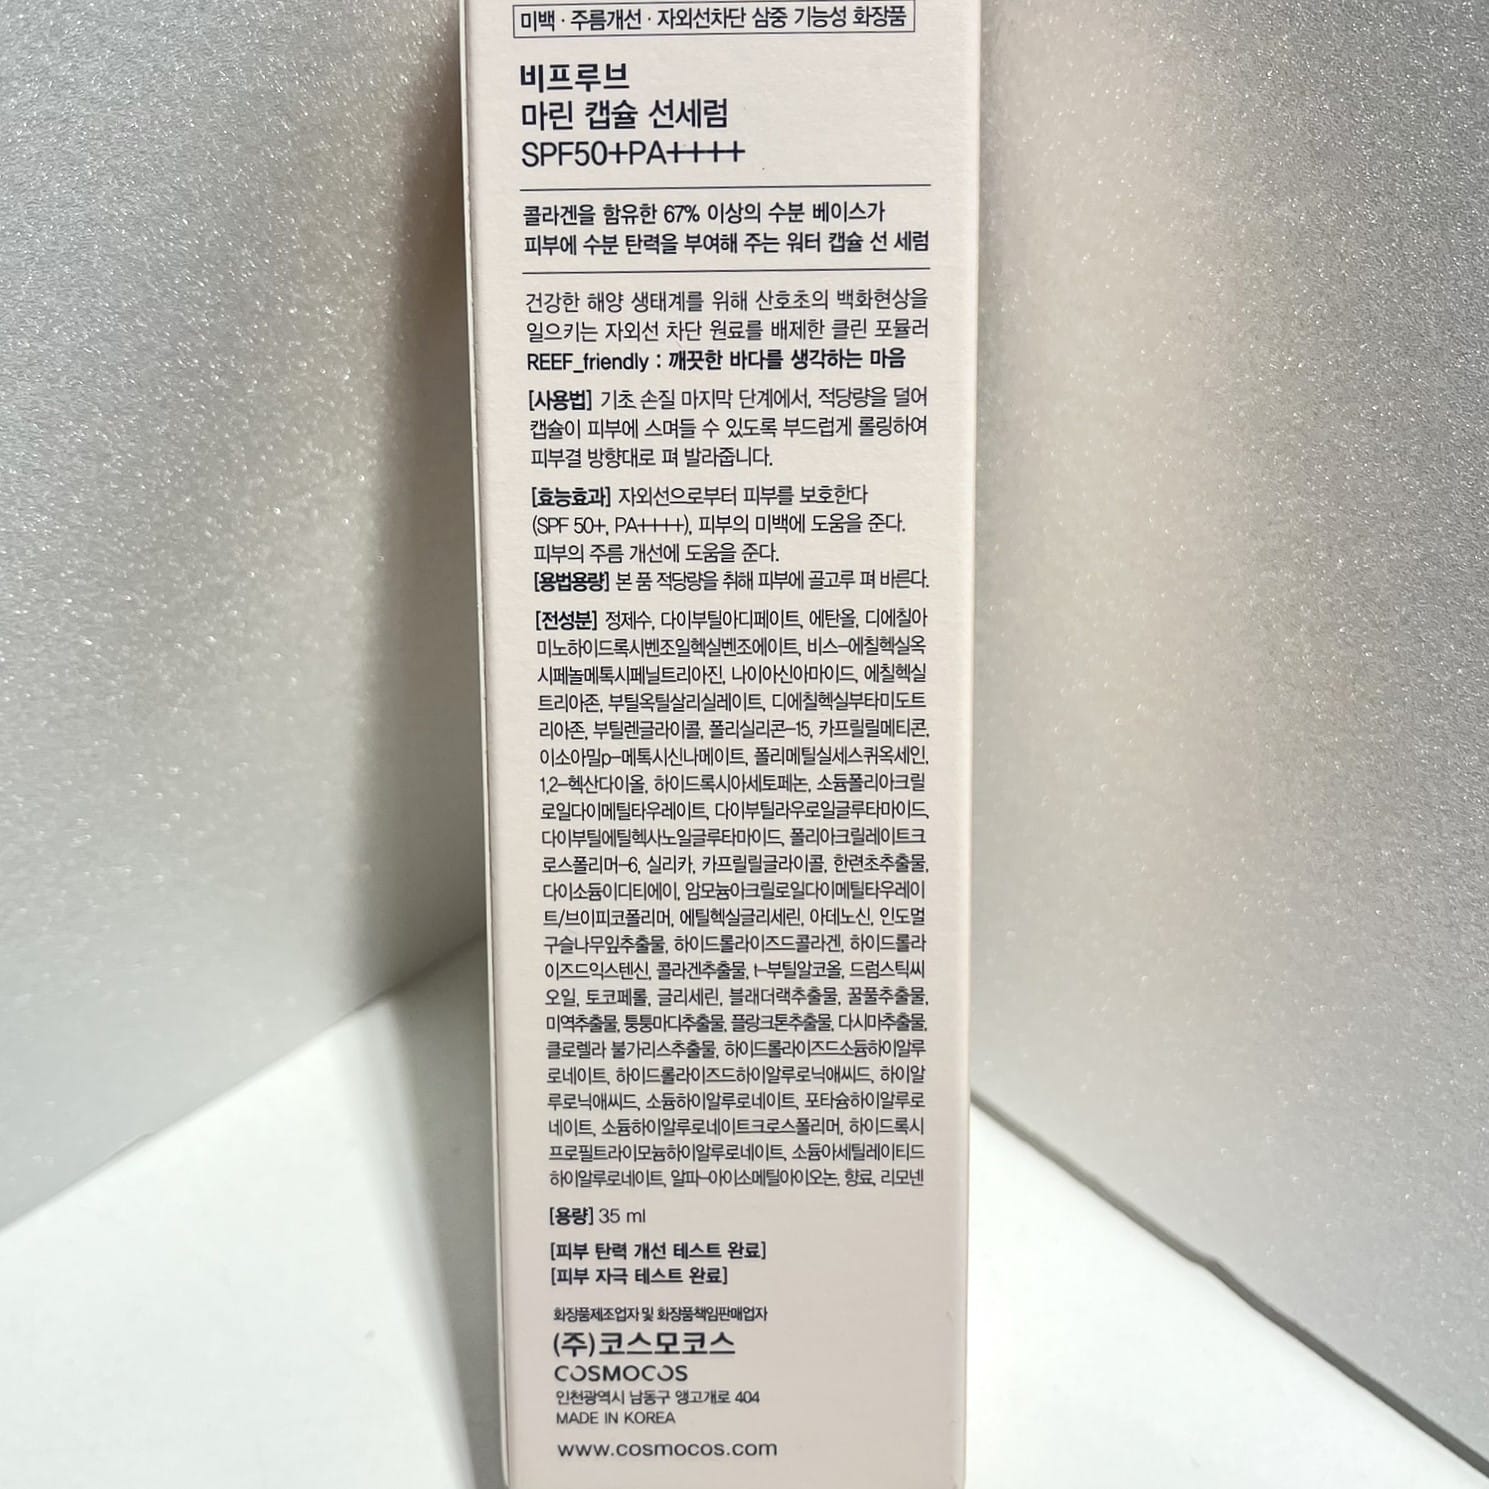 미백 · 주름개선 · 자외선차단 삼중 기능성 화장품
비프루브
마린 캡슐 선세럼
SPF50+PA++++
콜라겐을 함유한 67% 이상의 수분 베이스가
피부에 수분 탄력을 부여해 주는 워터 캡슐 선 세럼
건강한 해양 생태계를 위해 산호초의 백화현상을
일으키는 자외선 차단 원료를 배제한 클린 포뮬러
REEF_friendly : 깨끗한 바다를 생각하는 마음
[사용법] 기초 손질 마지막 단계에서, 적당량을 덜어
캡슐이 피부에 스며들 수 있도록 부드럽게 롤링하여
피부결 방향대로 펴 발라줍니다.
[효능효과] 자외선으로부터 피부를 보호한다
(SPF 50+, PA++++), 피부의 미백에 도움을 준다.
피부의 주름 개선에 도움을 준다.
[용법용량] 본 품 적당량을 취해 피부에 골고루 펴 바른다.
[전성분] 정제수, 다이부틸아디페이트, 에탄올, 디에칠아
미노하이드록시벤조일헥실벤조에이트, 비스-에칠헥실옥
시페놀메톡시페닐트리아진, 나이아신아마이드, 에칠헥실
트리아존, 부틸옥틸살리실레이트, 디에칠헥실부타미도트
리아존, 부틸렌글라이콜, 폴리실리콘-15, 카프릴릴메티콘,
이소아밀p-메톡시신나메이트, 폴리메틸실세스퀴옥세인,
1,2-헥산다이올, 하이드록시아세토페논, 소듐폴리아크릴
로일다이메틸타우레이트, 다이부틸라우로일글루타마이드,
다이부틸에틸헥사노일글루타마이드, 폴리아크릴레이트크
로스폴리머-6, 실리카, 카프릴릴글라이콜, 한련초추출물,
다이소듐이디티에이, 암모늄아크릴로일다이메틸타우레이
트/브이피코폴리머, 에틸헥실글리세린, 아데노신, 인도멀
구슬나무잎추출물, 하이드롤라이즈드콜라겐, 하이드롤라
이즈드익스텐신, 콜라겐추출물, t-부틸알코올, 드럼스틱씨
오일, 토코페롤, 글리세린, 블래더랙추출물, 꿀풀추출물,
미역추출물, 퉁퉁마디추출물, 플랑크톤추출물, 다시마추출물,
클로렐라 불가리스추출물, 하이드롤라이즈드소듐하이알루
로네이트, 하이드롤라이즈드하이알루로닉애씨드, 하이알
루로닉애씨드, 소듐하이알루로네이트, 포타슘하이알루로
네이트, 소듐하이알루로네이트크로스폴리머, 하이드록시
프로필트라이모늄하이알루로네이트, 소듐아세틸레이티드
하이알루로네이트, 알파-아이소메틸아이오논, 향료, 리모넨
[용량] 35 ml
[피부 탄력 개선 테스트 완료]
[피부 자극 테스트 완료]
화장품제조업자 및 화장품책임판매업자
(주)코스모코스
COSMOCOS
인천광역시 남동구 앵고개로 404
MADE IN KOREA
www.cosmocos.com